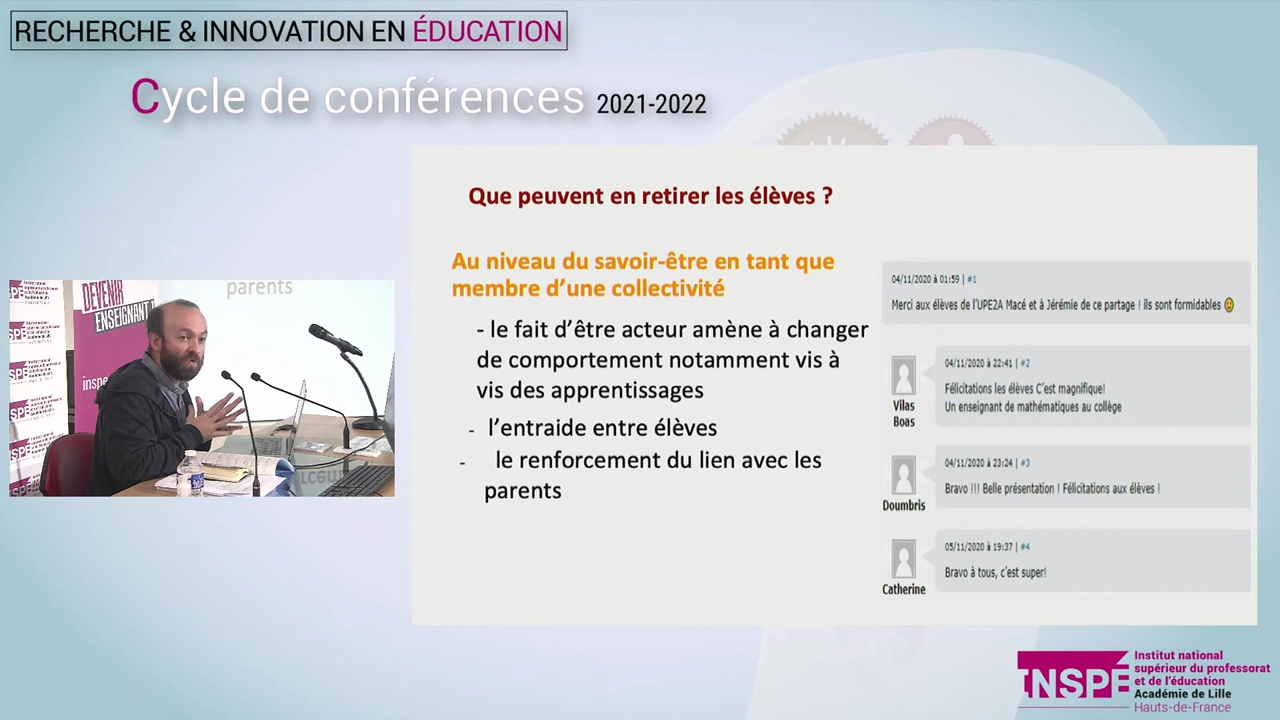 RECHERCHE & INNOVATION EN ÉDUCATION
Cycle de conférences 2021-2022
Que peuvent en retirer les élèves ?
Au niveau du savoir-être en tant que
membre d'une collectivité
- le fait d'être acteur amène à changer
de comportement notamment vis à
vis des apprentissages
- l'entraide entre élèves
- le renforcement du lien avec les
parents
04/11/2020 à 01:59 | #1
Merci aux élèves de l'UPE2A Macé et à Jérémie de ce partage ! ils sont formidables
04/11/2020 à 22:41 | #2
Félicitations les élèves C'est magnifique!
Un enseignant de mathématiques au collège
Vilas
Boas
04/11/2020 à 23:24 | #3
Bravo !!! Belle présentation ! Félicitations aux élèves !
Doumbris
05/11/2020 à 19:37 | #4
Bravo à tous, c'est super!
Catherine
parents
DEVENIR
ENSEIGNANT !
inspe
INSPÉ
Institut national
supérieur du professorat
et de l'éducation
Académie de Lille
Hauts-de-France